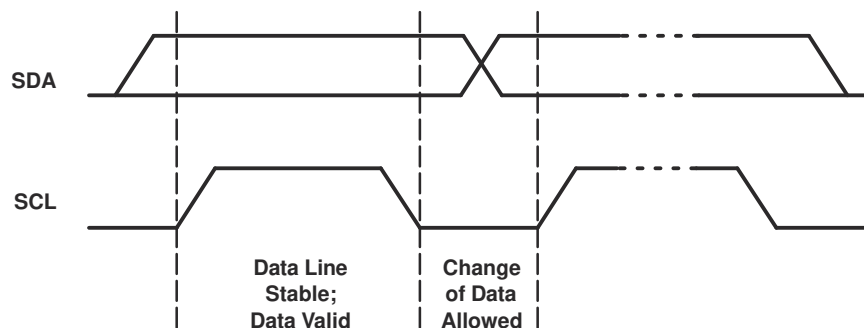 SDA
SCL
Data Line
Stable;
Data Valid
Change
of Data
Allowed